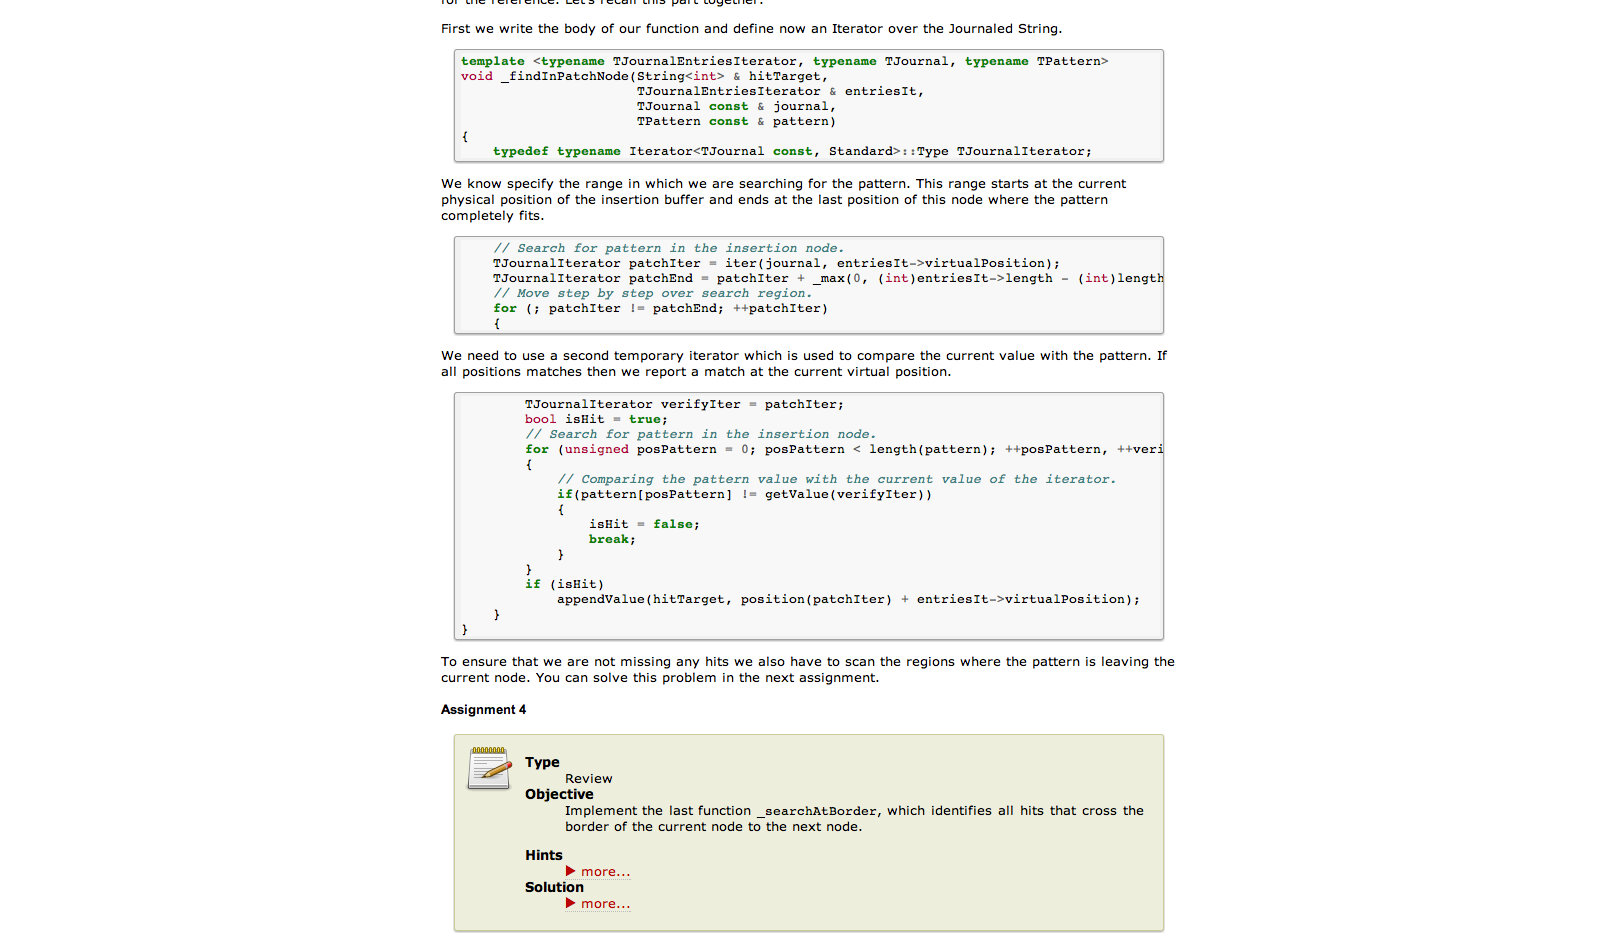 for the reference. Let's recall this part together.
First we write the body of our function and define now an Iterator over the Journaled String.
template <typename TJournalEntriesIterator, typename TJournal, typename TPattern>
void _findInPatchNode(String<int> & hitTarget,
TJournalEntriesIterator & entriesIt,
TJournal const & journal,
TPattern const & pattern)
{
typedef typename Iterator<TJournal const, Standard>::Type TJournalIterator;
We know specify the range in which we are searching for the pattern. This range starts at the current
physical position of the insertion buffer and ends at the last position of this node where the pattern
completely fits.
// Search for pattern in the insertion node.
TJournalIterator patchIter = iter(journal, entriesIt->virtualPosition);
TJournalIterator patchEnd = patchIter + _max(0, (int)entriesIt->length - (int)length
// Move step by step over search region.
for (; patchIter != patchEnd; ++patchIter)
{
We need to use a second temporary iterator which is used to compare the current value with the pattern. If
all positions matches then we report a match at the current virtual position.
TJournalIterator verifyIter = patchIter;
bool isHit = true;
// Search for pattern in the insertion node.
for (unsigned posPattern = 0; posPattern < length(pattern); ++posPattern, ++veri
{
// Comparing the pattern value with the current value of the iterator.
if(pattern[posPattern] != getValue(verifyIter))
{
isHit = false;
break;
}
}
if (isHit)
appendValue(hitTarget, position(patchIter) + entriesIt->virtualPosition);
}
}
To ensure that we are not missing any hits we also have to scan the regions where the pattern is leaving the
current node. You can solve this problem in the next assignment.
Assignment 4
Type
Review
Objective
Implement the last function _searchAtBorder, which identifies all hits that cross the
border of the current node to the next node.
Hints
more...
Solution
more...